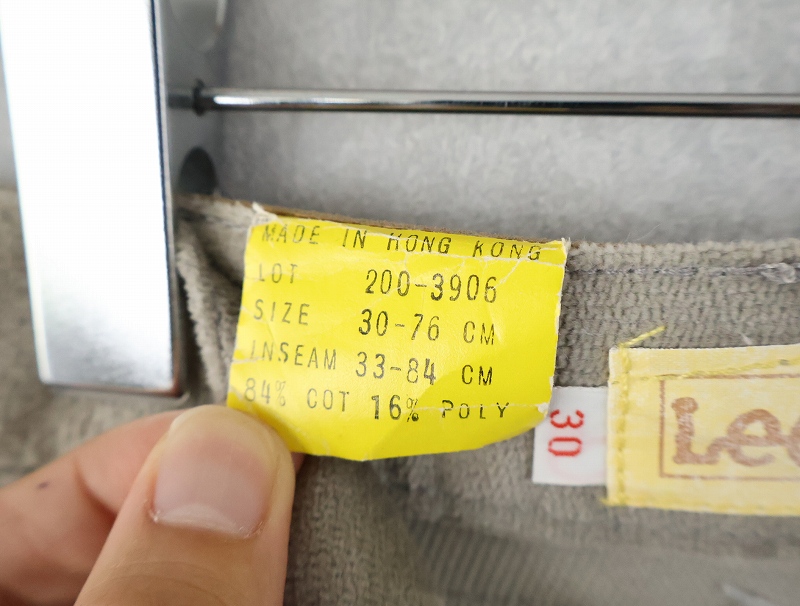 MADE IN HONG KONG
LOT 200-3906
SIZE 30-76 CM
INSEAM 33-84 CM
84% COT 16% POLY
30
Lee